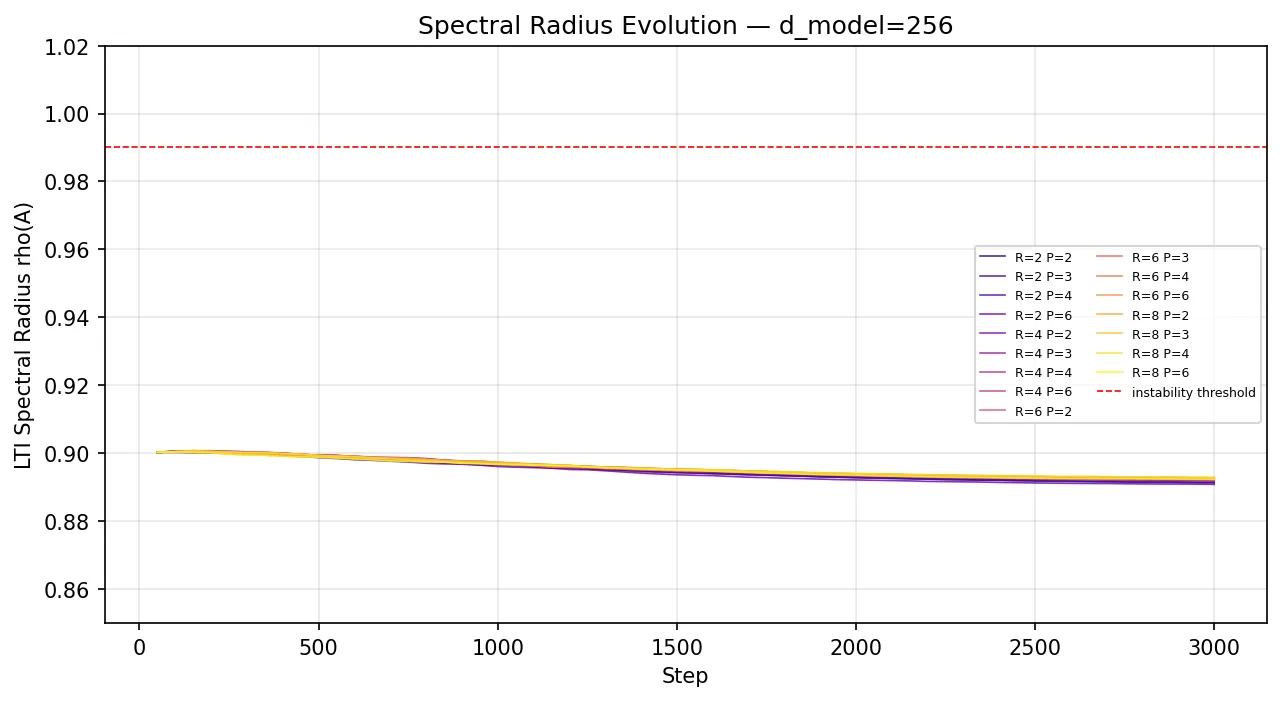 Spectral Radius Evolution — d_model=256
LTI Spectral Radius rho(A)
1.02
1.00
0.98
0.96
0.94
0.92
0.90
0.88
0.86
R=2 P=2
R=2 P=3
R=2 P=4
R=2 P=6
R=4 P=2
R=4 P=3
R=4 P=4
R=4 P=6
R=6 P=2
R=6 P=3
R=6 P=4
R=6 P=6
R=8 P=2
R=8 P=3
R=8 P=4
R=8 P=6
instability threshold
0 500 1000 1500 2000 2500 3000
Step